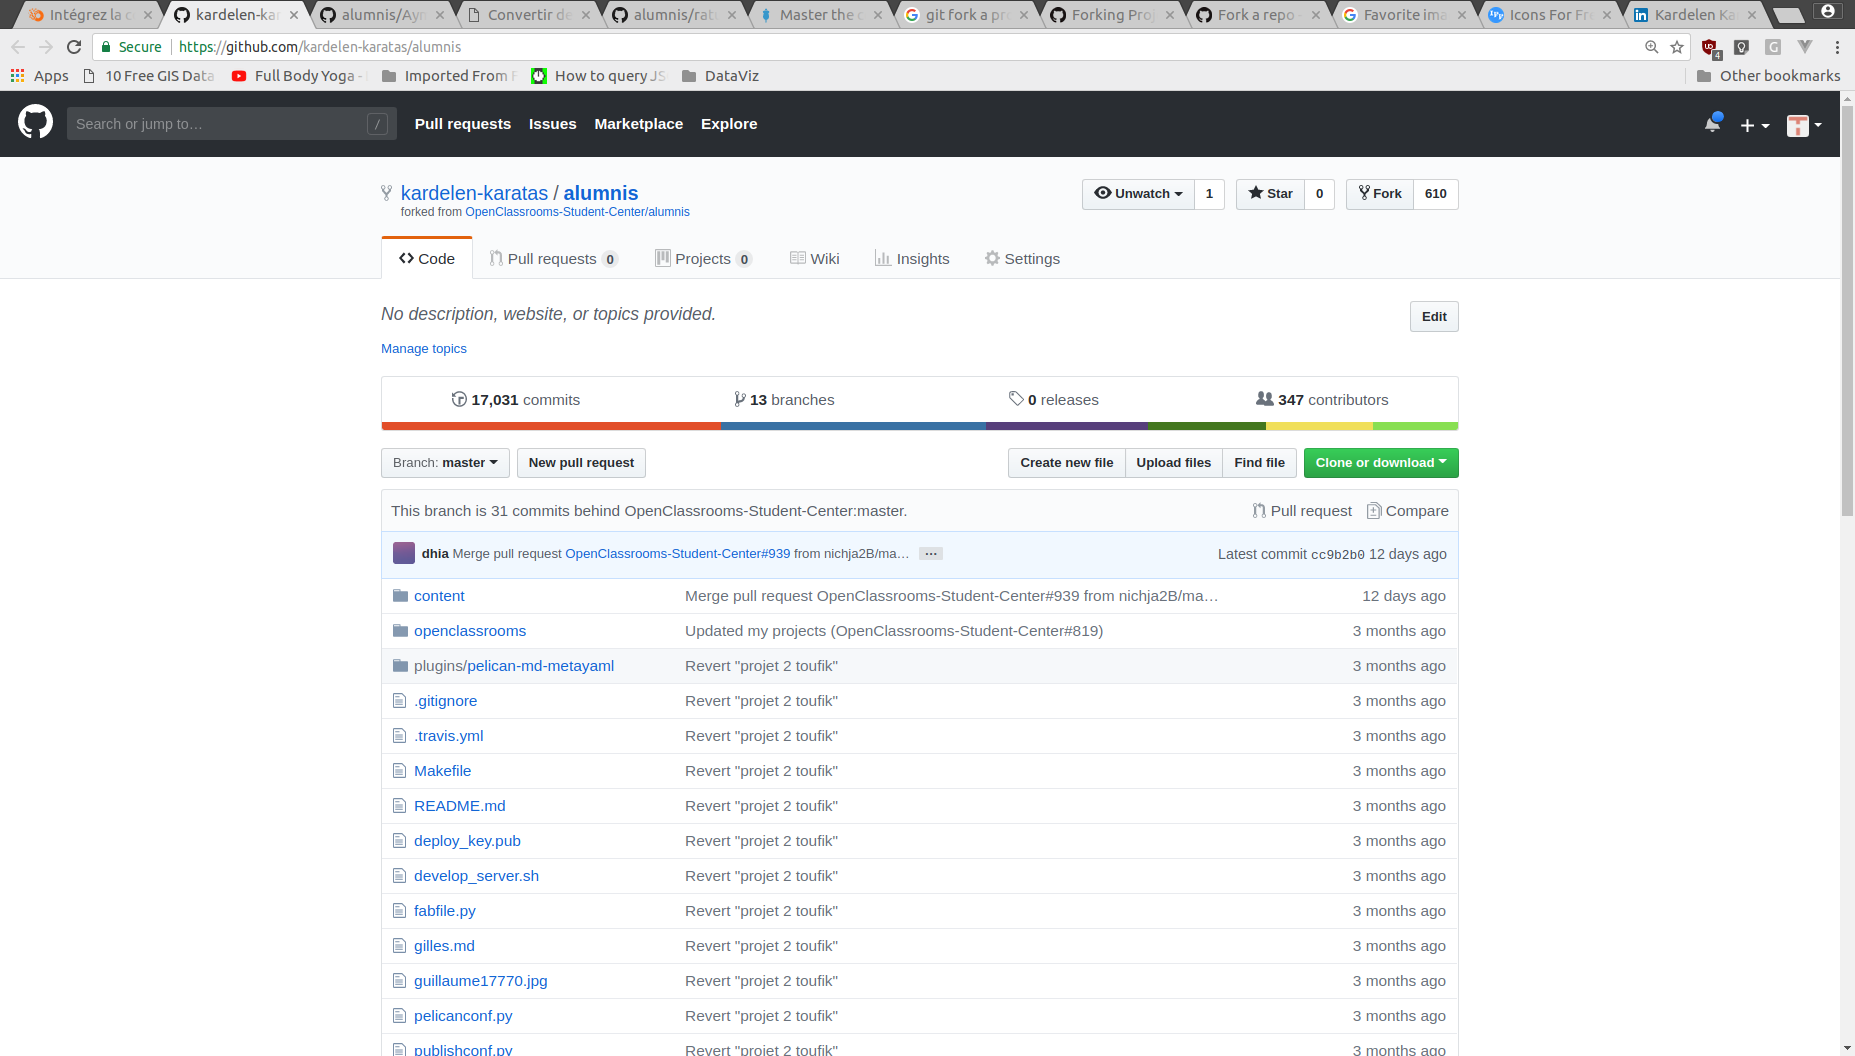 Intégrez la c
kardelen-kar
alumnis/Aym
Convertir de
alumnis/rat
Master the c
git fork a pr
Forking Proj
Fork a repo -
Favorite ima
Icons For Fre
Kardelen Ka
Secure
https://github.com/kardelen-karatas/alumnis
4
Apps
10 Free GIS Data
Full Body Yoga -
Imported From F
How to query JS
DataViz
Other bookmarks
Search or jump to… /
Pull requests
Issues
Marketplace
Explore
kardelen-karatas / alumnis
forked from OpenClassrooms-Student-Center/alumnis
Unwatch 1
Star 0
Fork 610
Code
Pull requests 0
Projects 0
Wiki
Insights
Settings
No description, website, or topics provided.
Edit
Manage topics
17,031 commits
13 branches
0 releases
347 contributors
Branch: master
New pull request
Create new file
Upload files
Find file
Clone or download
This branch is 31 commits behind OpenClassrooms-Student-Center:master.
Pull request
Compare
dhia Merge pull request OpenClassrooms-Student-Center#939 from nichja2B/ma… …
Latest commit cc9b2b0 12 days ago
content Merge pull request OpenClassrooms-Student-Center#939 from nichja2B/ma… 12 days ago
openclassrooms Updated my projects (OpenClassrooms-Student-Center#819) 3 months ago
plugins/pelican-md-metayaml Revert "projet 2 toufik" 3 months ago
.gitignore Revert "projet 2 toufik" 3 months ago
.travis.yml Revert "projet 2 toufik" 3 months ago
Makefile Revert "projet 2 toufik" 3 months ago
README.md Revert "projet 2 toufik" 3 months ago
deploy_key.pub Revert "projet 2 toufik" 3 months ago
develop_server.sh Revert "projet 2 toufik" 3 months ago
fabfile.py Revert "projet 2 toufik" 3 months ago
gilles.md Revert "projet 2 toufik" 3 months ago
guillaume17770.jpg Revert "projet 2 toufik" 3 months ago
pelicanconf.py Revert "projet 2 toufik" 3 months ago
publishconf.py Revert "projet 2 toufik" 3 months ago